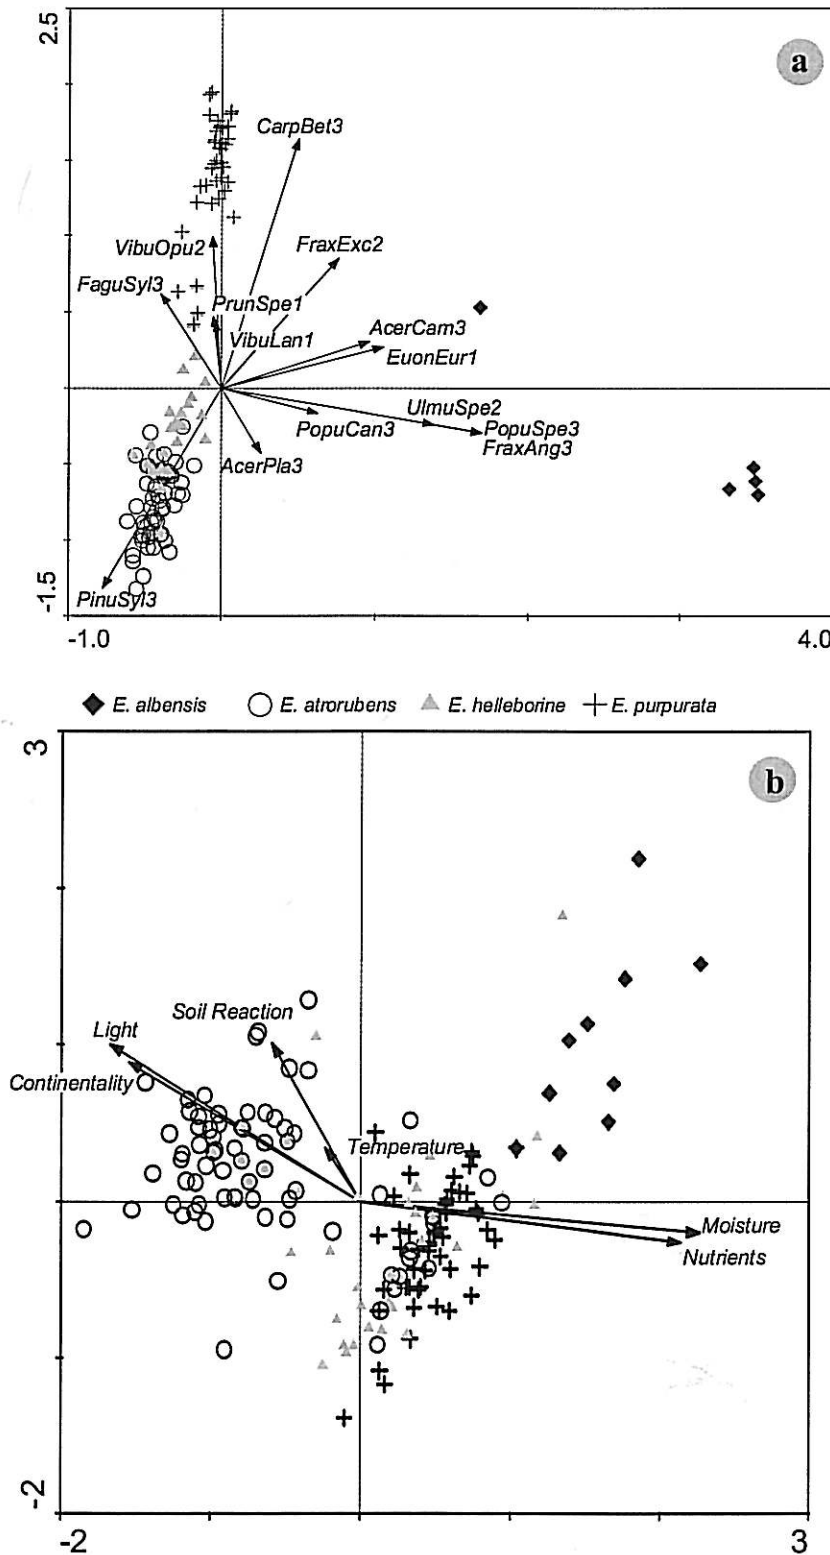 2.5
a
CarpBet3
VibuOpu2
FraxExc2
FaguSyl3
PrunSpe1
AcerCam3
VibuLan1
EuonEur1
UlmuSpe2
PopuCan3
PopuSpe3
AcerPla3
FraxAng3
PinuSyl3
-1.5
-1.0
4.0
E. albensis
E. atrorubens
E. helleborine
E. purpurata
3
b
Soil Reaction
Light
Continentality
Temperature
Moisture
Nutrients
-2
-2
3